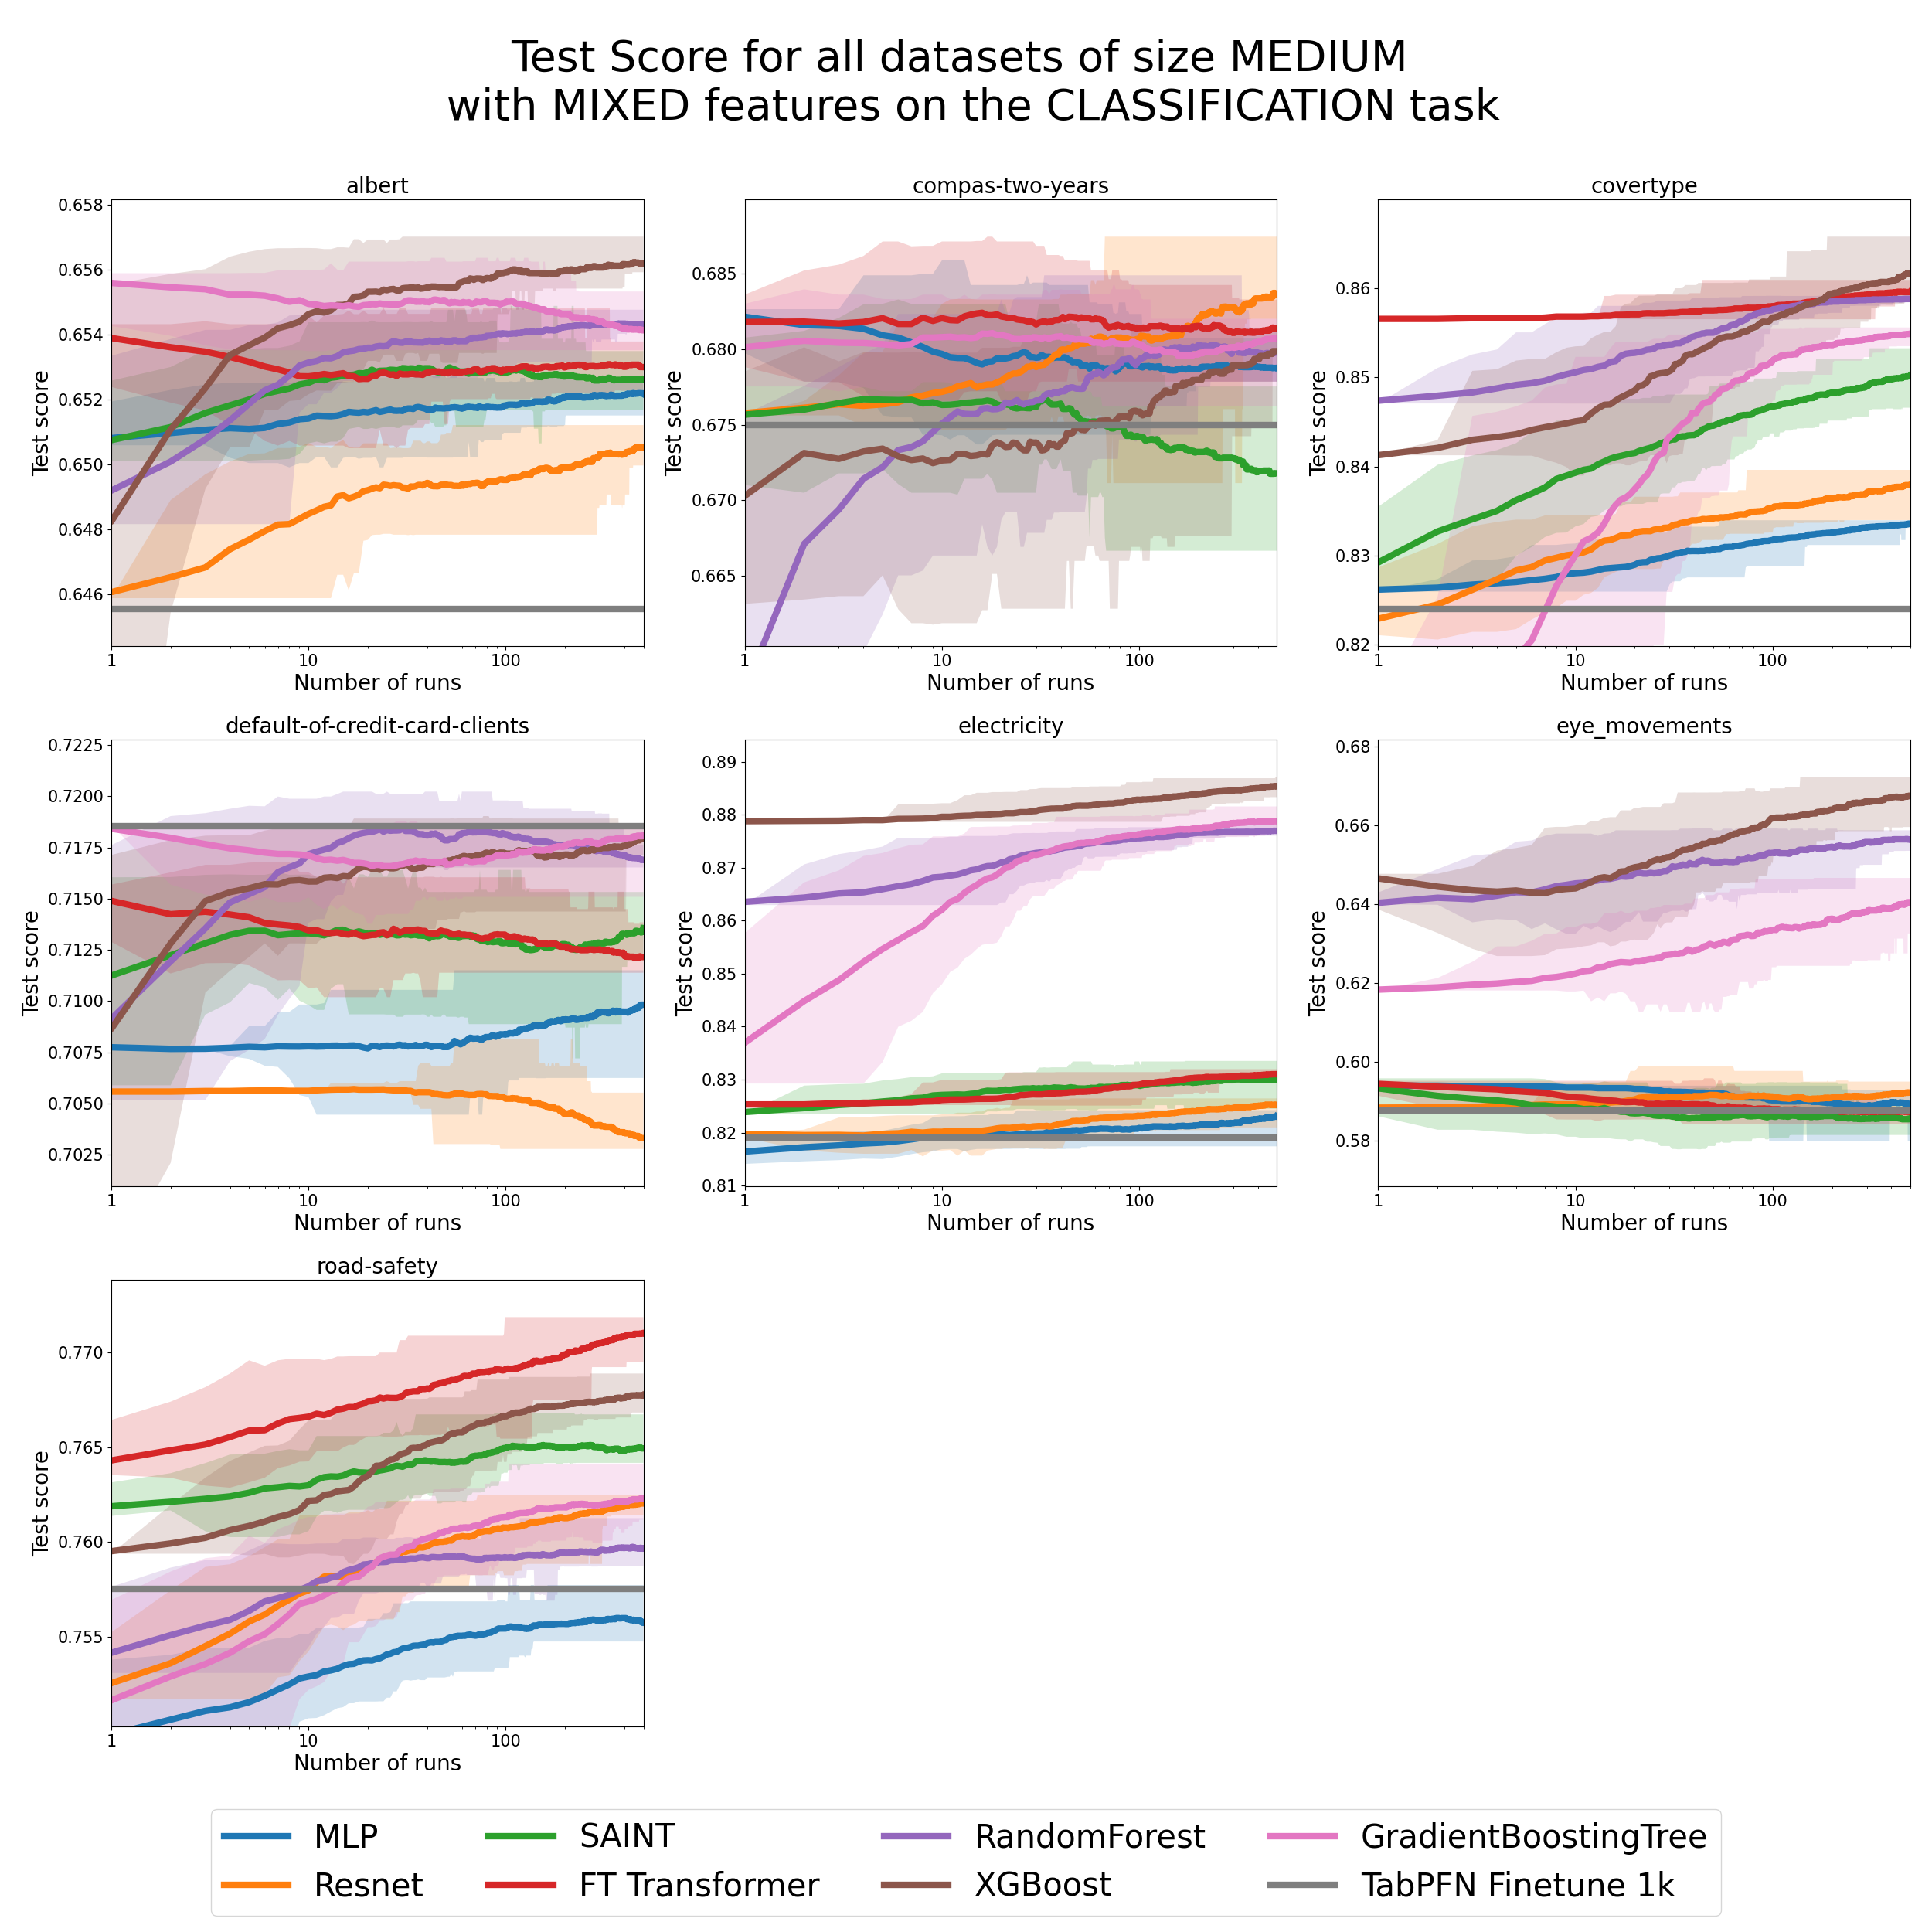 Test Score for all datasets of size MEDIUM
with MIXED features on the CLASSIFICATION task
albert
0.658
0.656
0.654
0.652
0.650
0.648
0.646
Test score
1 10 100
Number of runs
compas-two-years
0.685
0.680
0.675
0.670
0.665
Test score
1 10 100
Number of runs
covertype
0.86
0.85
0.84
0.83
0.82
Test score
1 10 100
Number of runs
default-of-credit-card-clients
0.7225
0.7200
0.7175
0.7150
0.7125
0.7100
0.7075
0.7050
0.7025
Test score
1 10 100
Number of runs
electricity
0.89
0.88
0.87
0.86
0.85
0.84
0.83
0.82
0.81
Test score
1 10 100
Number of runs
eye_movements
0.68
0.66
0.64
0.62
0.60
0.58
Test score
1 10 100
Number of runs
road-safety
0.770
0.765
0.760
0.755
Test score
1 10 100
Number of runs
MLP SAINT RandomForest GradientBoostingTree
Resnet FT Transformer XGBoost TabPFN Finetune 1k